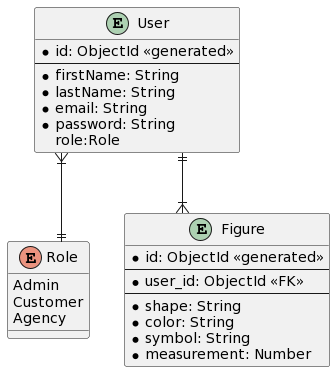 E User
* id: ObjectId «generated»
* firstName: String
* lastName: String
* email: String
* password: String
role:Role
E Role
Admin
Customer
Agency
E Figure
* id: ObjectId «generated»
* user_id: ObjectId «FK»
* shape: String
* color: String
* symbol: String
* measurement: Number